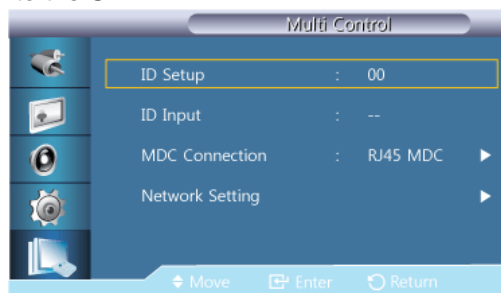 Multi Control
ID Setup : 00
ID Input : --
MDC Connection : RJ45 MDC
Network Setting
Move Enter Return